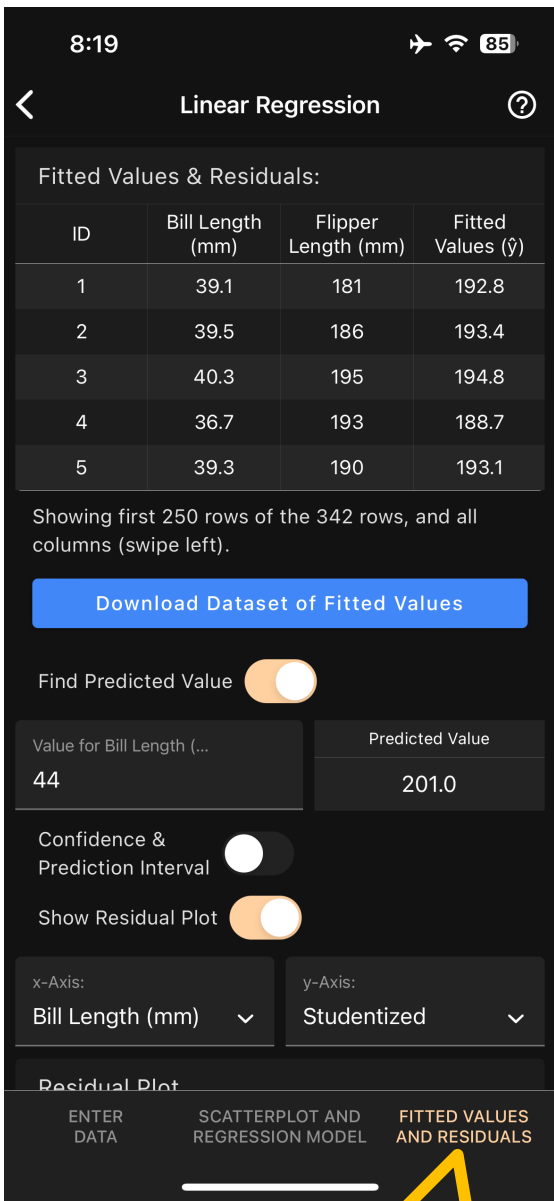 8:19
85
Linear Regression
Fitted Values & Residuals:
ID
Bill Length
(mm)
Flipper
Length (mm)
Fitted
Values (ŷ)
1 39.1 181 192.8
2 39.5 186 193.4
3 40.3 195 194.8
4 36.7 193 188.7
5 39.3 190 193.1
Showing first 250 rows of the 342 rows, and all
columns (swipe left).
Download Dataset of Fitted Values
Find Predicted Value
Value for Bill Length (...
44
Predicted Value
201.0
Confidence &
Prediction Interval
Show Residual Plot
x-Axis:
Bill Length (mm)
y-Axis:
Studentized
Residual Plot
ENTER
DATA
SCATTERPLOT AND
REGRESSION MODEL
FITTED VALUES
AND RESIDUALS